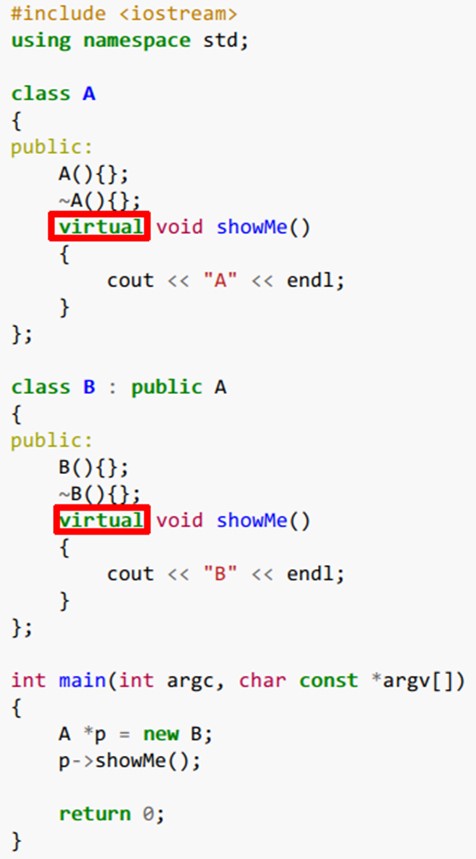 #include <iostream>
using namespace std;

class A
{
public:
    A(){};
    ~A(){};
    virtual void showMe()
    {
        cout << "A" << endl;
    }
};

class B : public A
{
public:
    B(){};
    ~B(){};
    virtual void showMe()
    {
        cout << "B" << endl;
    }
};

int main(int argc, char const *argv[])
{
    A *p = new B;
    p->showMe();

    return 0;
}